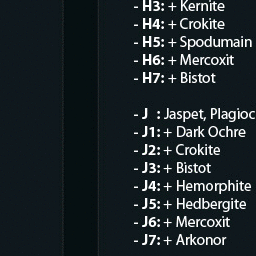 - H3: + Kernite
- H4: + Crokite
- H5: + Spodumain
- H6: + Mercoxit
- H7: + Bistot
- J : Jaspet, Plagioc
- J1: + Dark Ochre
- J2: + Crokite
- J3: + Bistot
- J4: + Hemorphite
- J5: + Hedbergite
- J6: + Mercoxit
- J7: + Arkonor